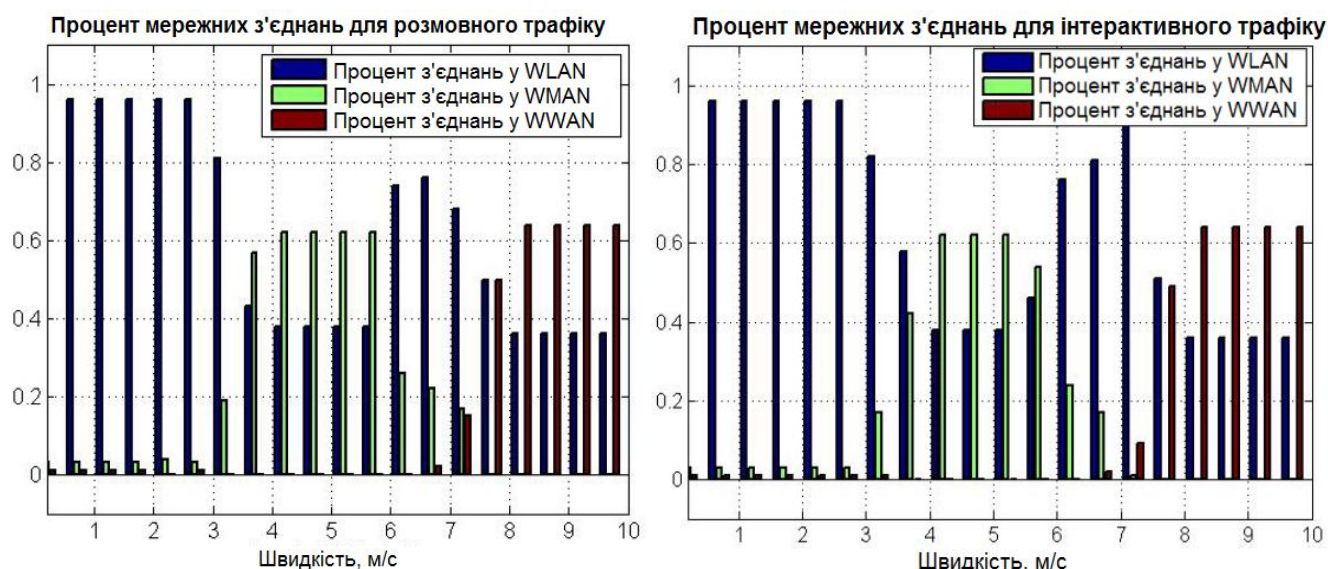 Процент мережних з'єднань для розмовного трафіку
Процент з'єднань у WLAN
Процент з'єднань у WMAN
Процент з'єднань у WWAN
1
0.8
0.6
0.4
0.2
0
1 2 3 4 5 6 7 8 9 10
Швидкість, м/с
Процент мережних з'єднань для інтерактивного трафіку
Процент з'єднань у WLAN
Процент з'єднань у WMAN
Процент з'єднань у WWAN
1
0.8
0.6
0.4
0.2
0
1 2 3 4 5 6 7 8 9 10
Швидкість, м/с